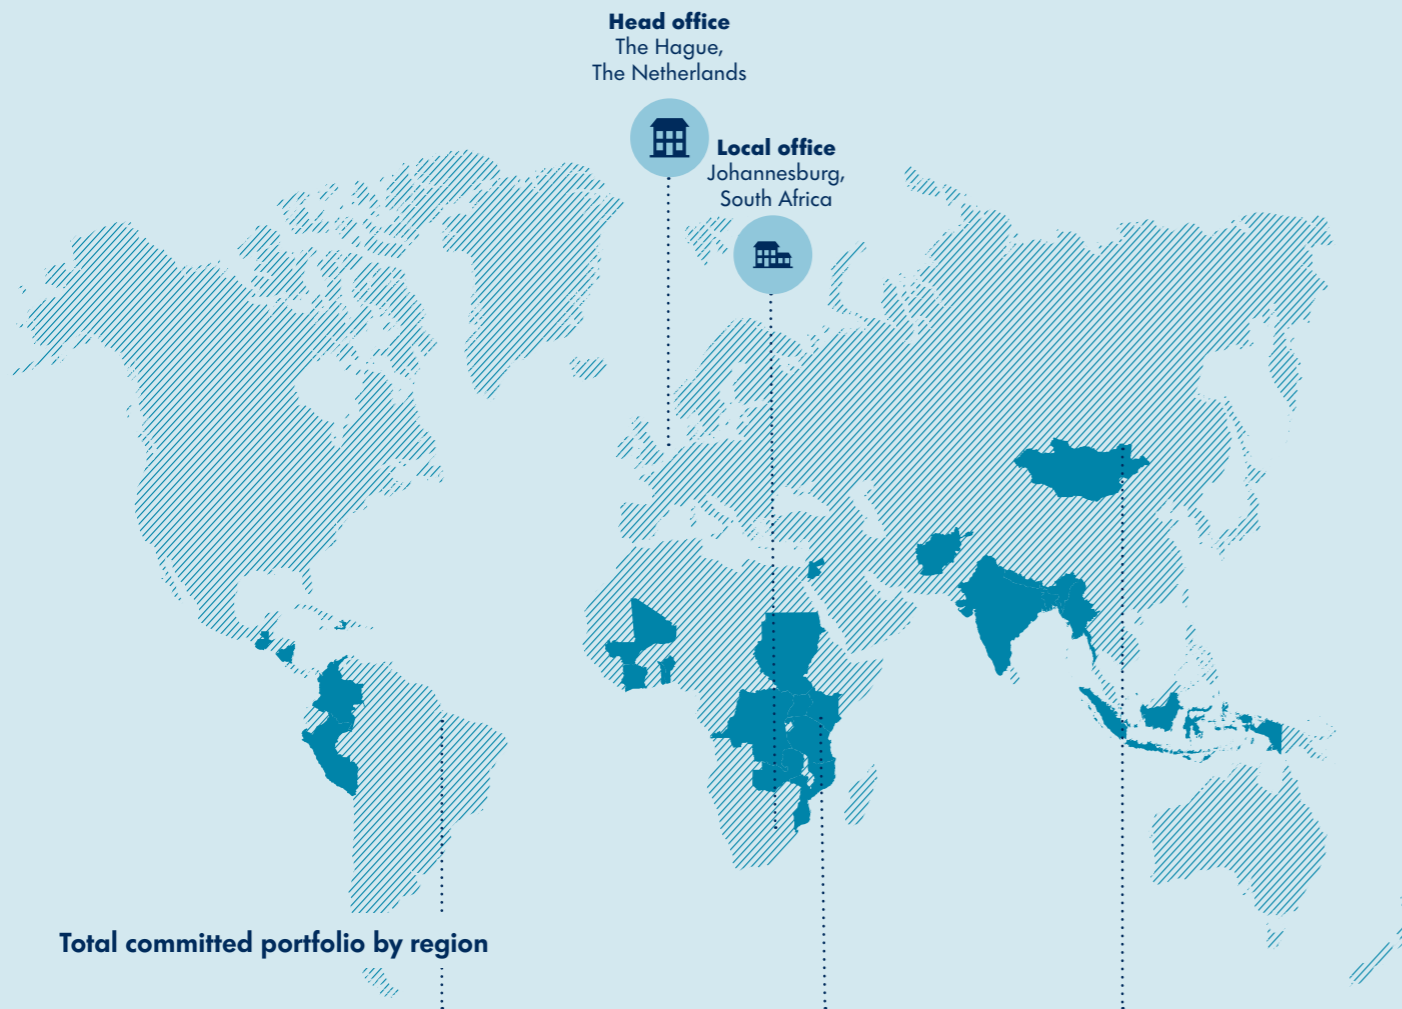 Head office
The Hague,
The Netherlands
Local office
Johannesburg,
South Africa
Total committed portfolio by region